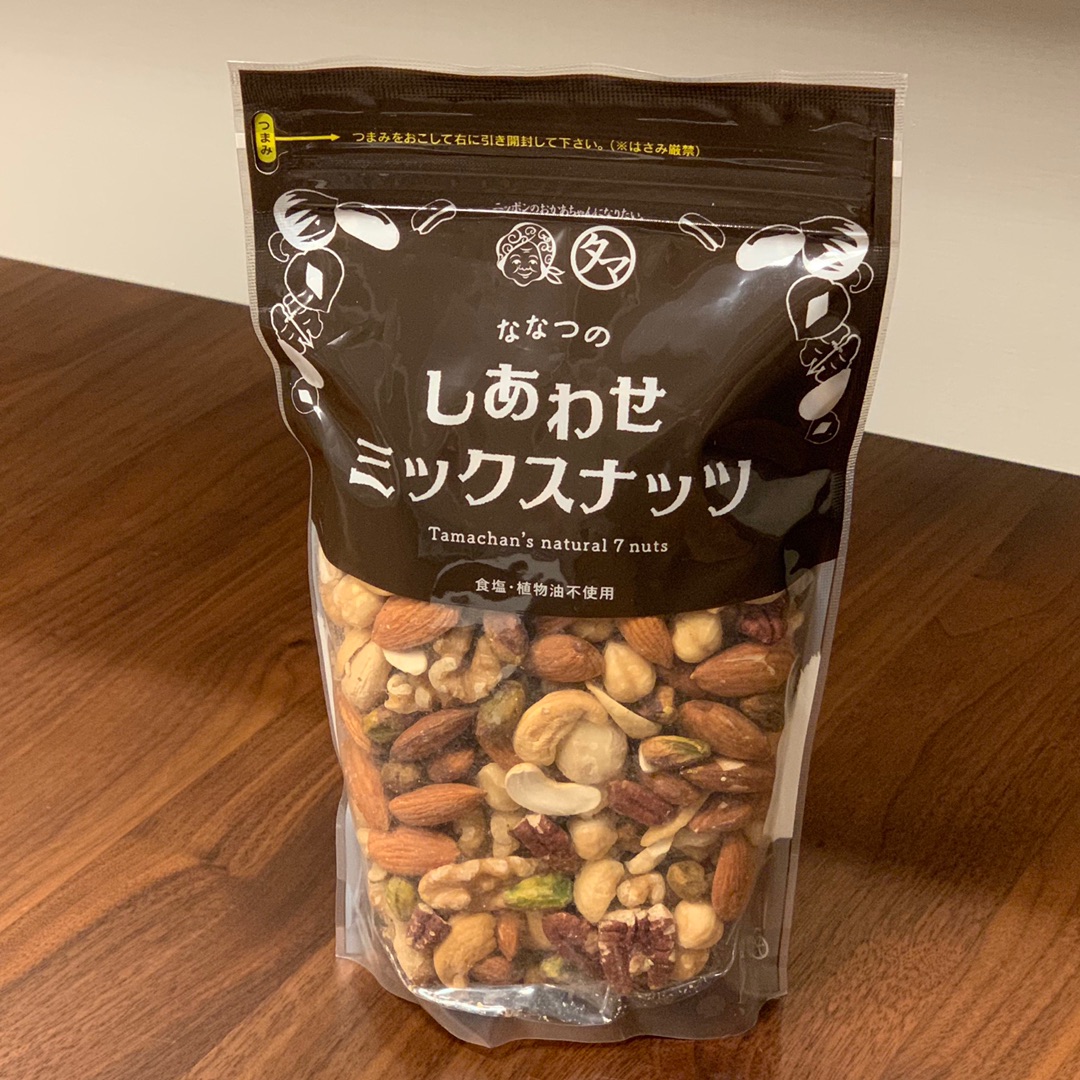 つまみ
つまみをおこして右に引き開封して下さい。(※はさみ厳禁)
ニッポンのおかあちゃんになりたい。
タマ
ななつの
しあわせ
ミックスナッツ
Tamachan's natural 7 nuts
食塩・植物油不使用